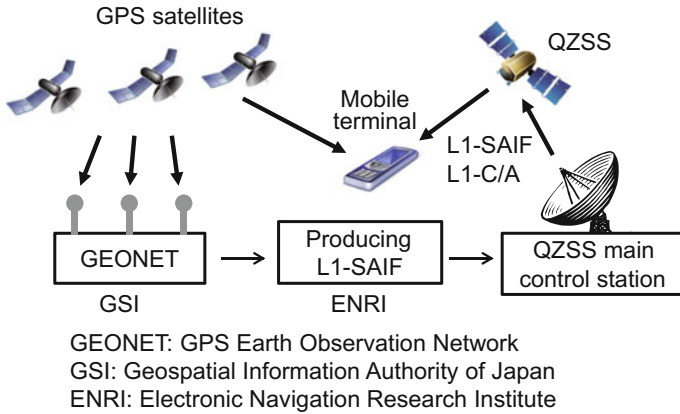 GPS satellites
QZSS
Mobile
terminal
L1-SAIF
L1-C/A
GEONET
Producing
L1-SAIF
QZSS main
control station
GSI
ENRI
GEONET: GPS Earth Observation Network
GSI: Geospatial Information Authority of Japan
ENRI: Electronic Navigation Research Institute